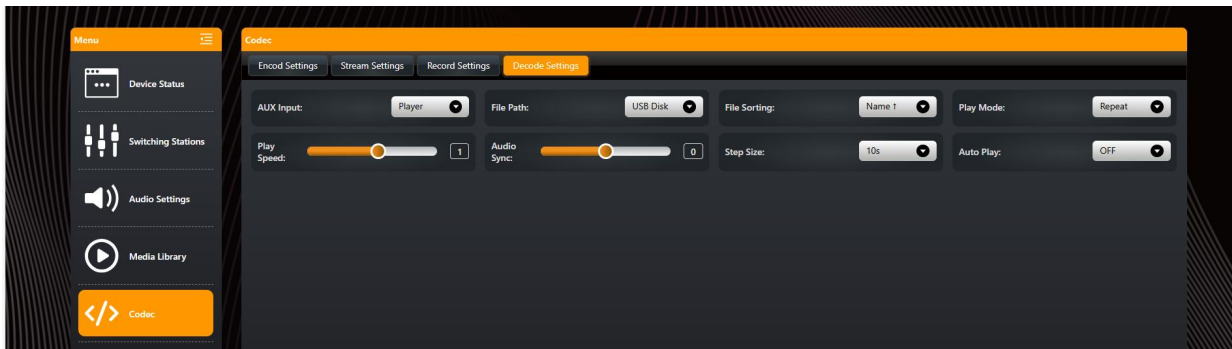 Menu
Device Status
Switching Stations
Audio Settings
Media Library
Codec
Codec
Encod Settings Stream Settings Record Settings Decode Settings
AUX Input: Player File Path: USB Disk File Sorting: Name ↑ Play Mode: Repeat
Play Speed: 1 Audio Sync: 0 Step Size: 10s Auto Play: OFF